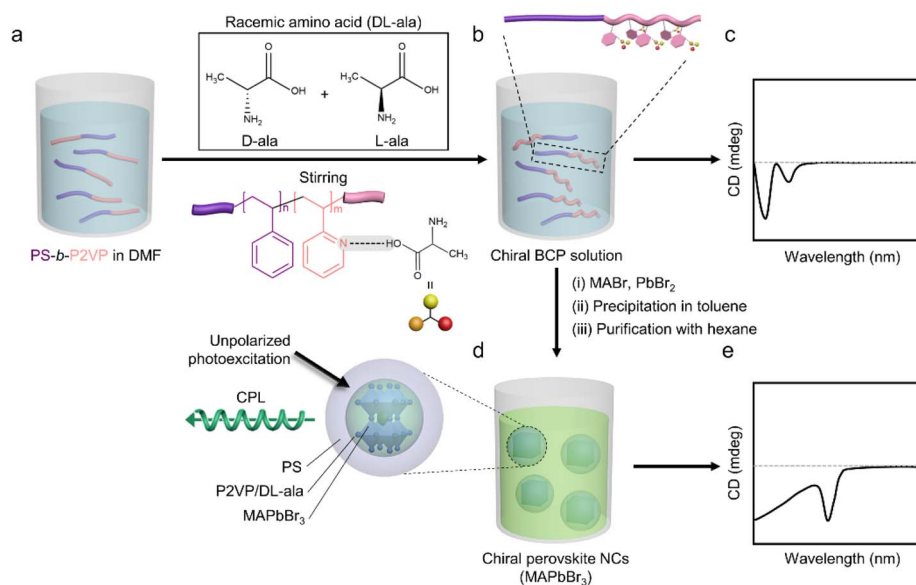 a
Racemic amino acid (DL-ala)
H₃C
O
OH
NH₂
D-ala
+
H₃C
O
OH
NH₂
L-ala
b
c
CD (mdeg)
Wavelength (nm)
Stirring
n
m
N
HO
NH₂
O
=
PS-b-P2VP in DMF
Chiral BCP solution
(i) MABr, PbBr₂
(ii) Precipitation in toluene
(iii) Purification with hexane
Unpolarized
photoexcitation
CPL
PS
P2VP/DL-ala
MAPbBr₃
d
Chiral perovskite NCs
(MAPbBr₃)
e
CD (mdeg)
Wavelength (nm)